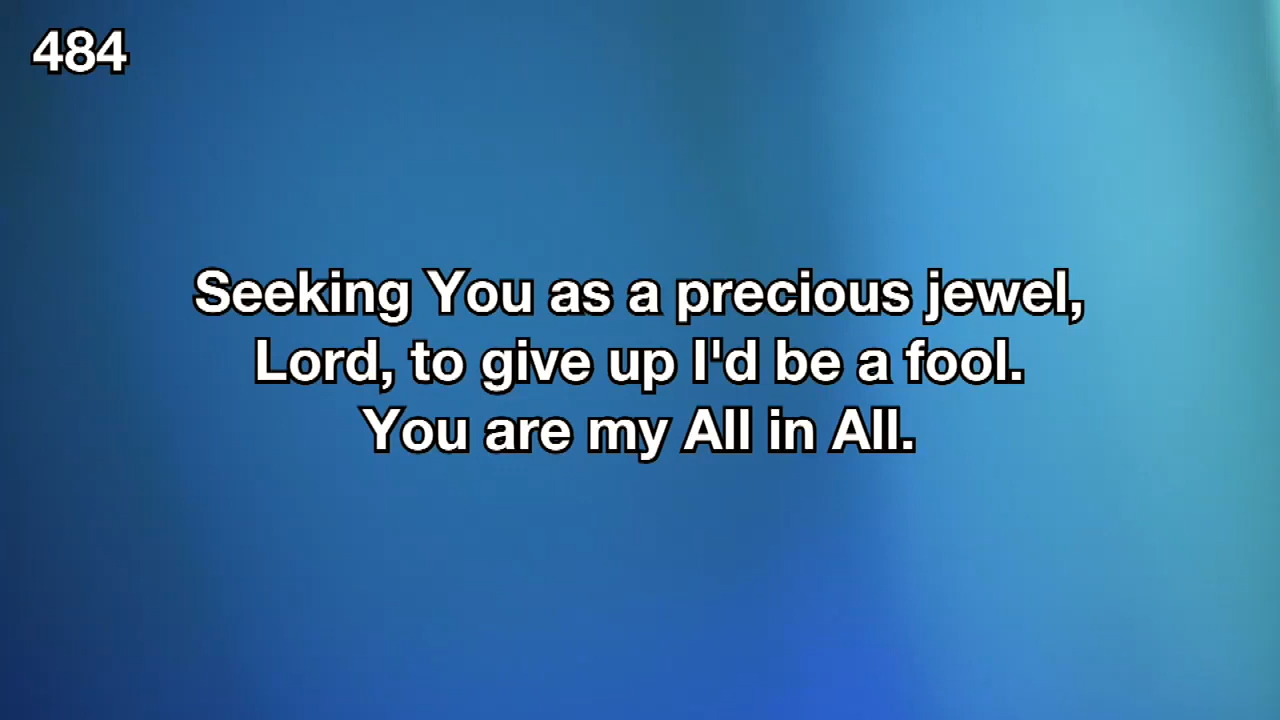 484
Seeking You as a precious jewel,
Lord, to give up I'd be a fool.
You are my All in All.